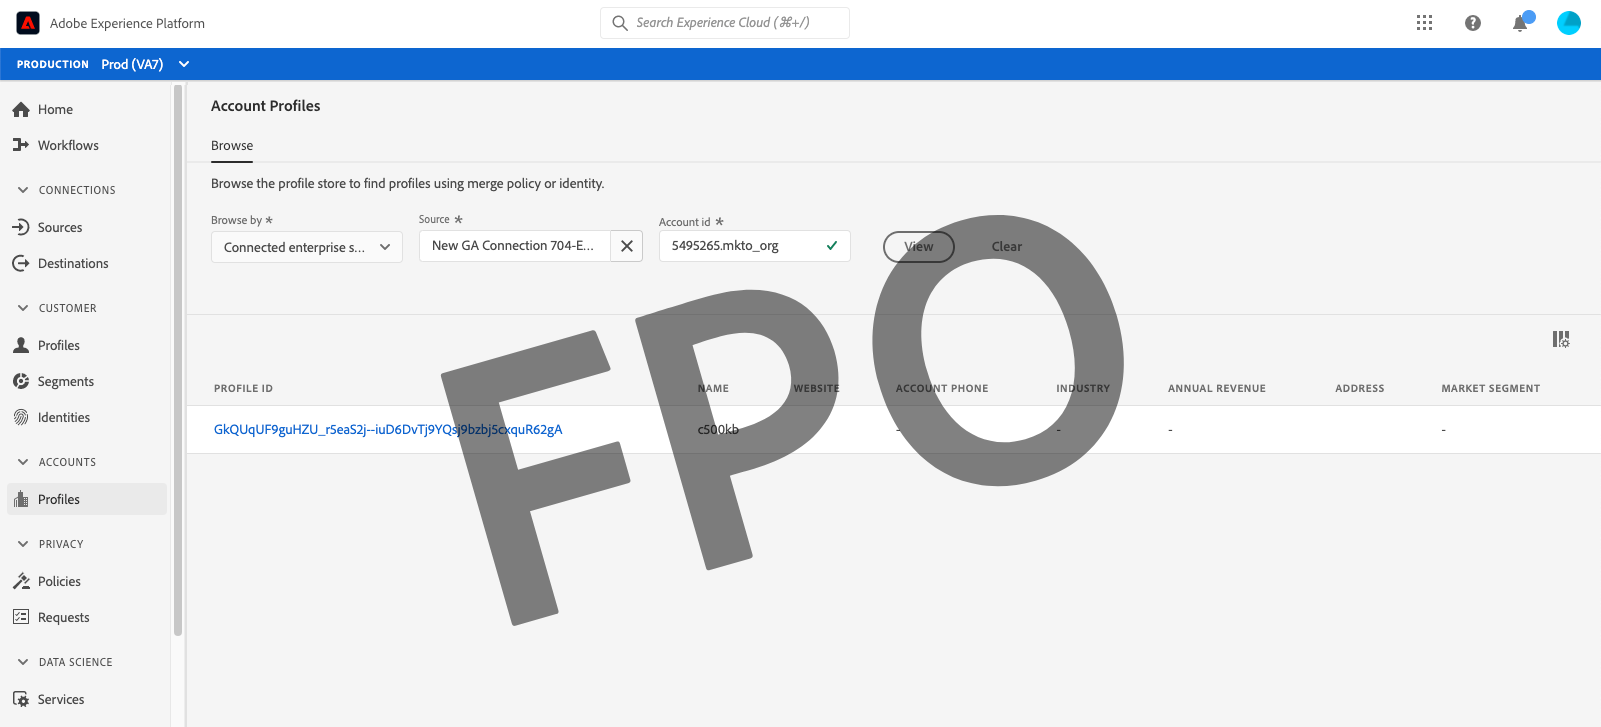 Adobe Experience Platform
Search Experience Cloud (⌘+/)
PRODUCTION Prod (VA7)
Home
Workflows
CONNECTIONS
Sources
Destinations
CUSTOMER
Profiles
Segments
Identities
ACCOUNTS
Profiles
PRIVACY
Policies
Requests
DATA SCIENCE
Services
Account Profiles
Browse
Browse the profile store to find profiles using merge policy or identity.
Browse by * Source * Account id *
Connected enterprise s... New GA Connection 704-E... 5495265.mkto_org View Clear
PROFILE ID NAME WEBSITE ACCOUNT PHONE INDUSTRY ANNUAL REVENUE ADDRESS MARKET SEGMENT
GkQUqUF9guHZU_r5eaS2j--iuD6DvTj9YQsj9bzbj5cxquR62gA c500kb - - - -
FPO